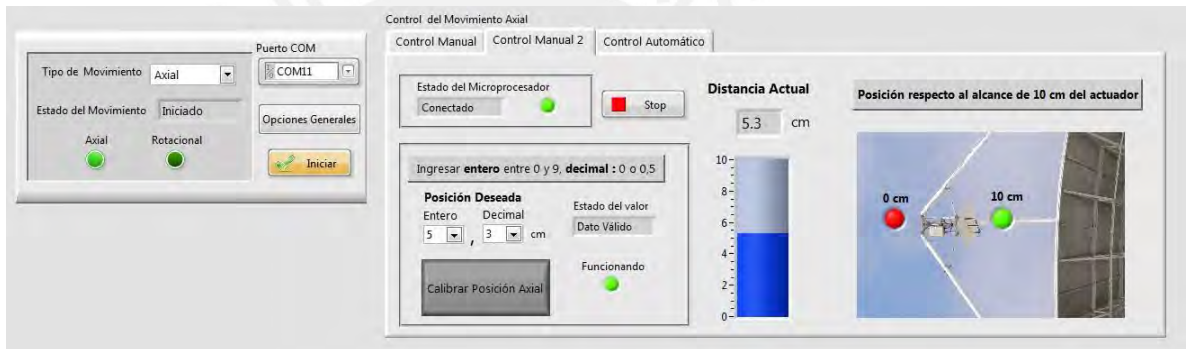 Puerto COM
COM11
Tipo de Movimiento Axial
Estado del Movimiento Iniciado
Opciones Generales
Axial Rotacional
Iniciar
Control del Movimiento Axial
Control Manual Control Manual 2 Control Automático
Estado del Microprocesador
Conectado
Stop
Ingresar entero entre 0 y 9, decimal : 0 o 0,5
Posición Deseada
Entero Decimal
5 , 3 cm
Estado del valor
Dato Válido
Calibrar Posición Axial
Funcionando
Distancia Actual
5.3 cm
10
8
6
4
2
0
Posición respecto al alcance de 10 cm del actuador
0 cm 10 cm